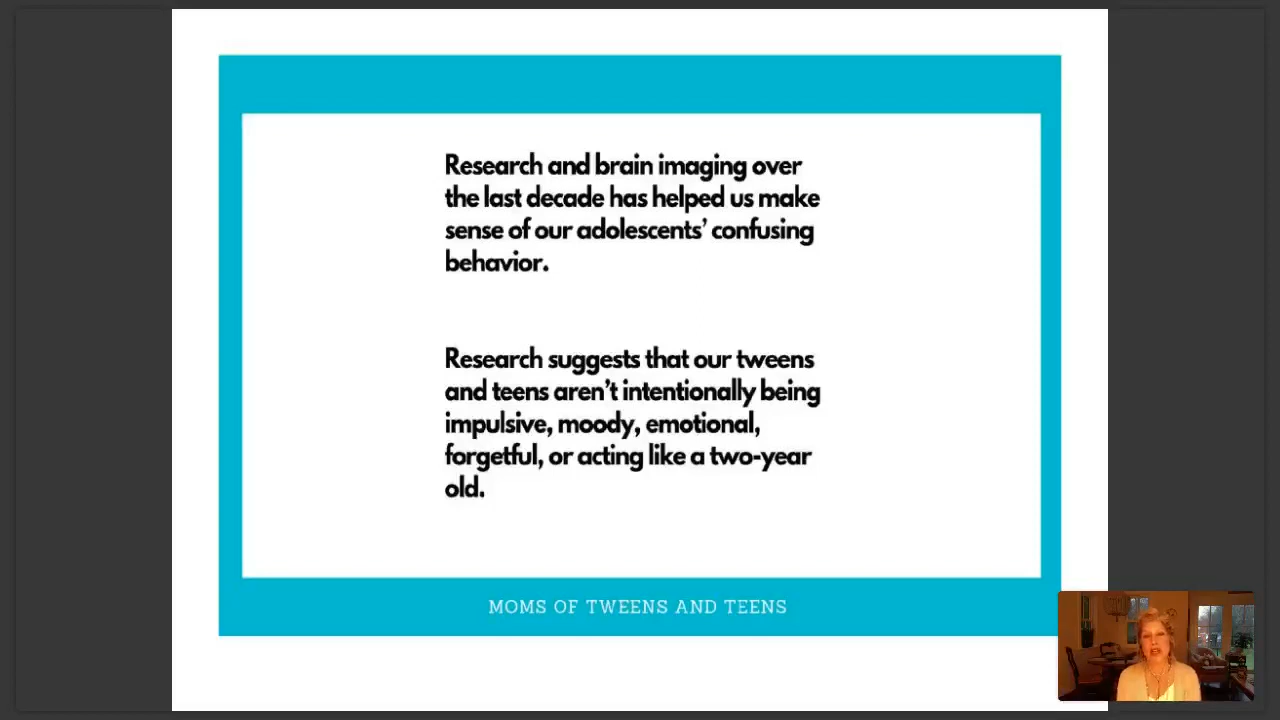 Research and brain imaging over
the last decade has helped us make
sense of our adolescents’ confusing
behavior.
Research suggests that our tweens
and teens aren’t intentionally being
impulsive, moody, emotional,
forgetful, or acting like a two-year
old.
MOMS OF TWEENS AND TEENS